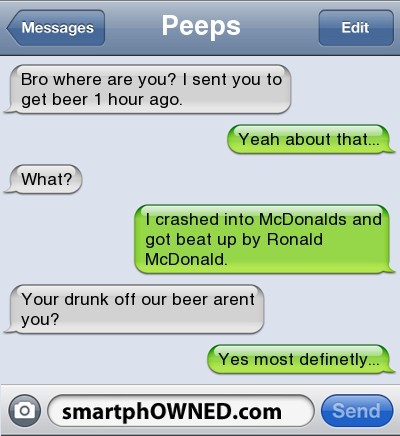 Messages
Peeps
Edit
Bro where are you? I sent you to
get beer 1 hour ago.
Yeah about that...
What?
I crashed into McDonalds and
got beat up by Ronald
McDonald.
Your drunk off our beer arent
you?
Yes most definetly...
smartphOWNED.com
Send